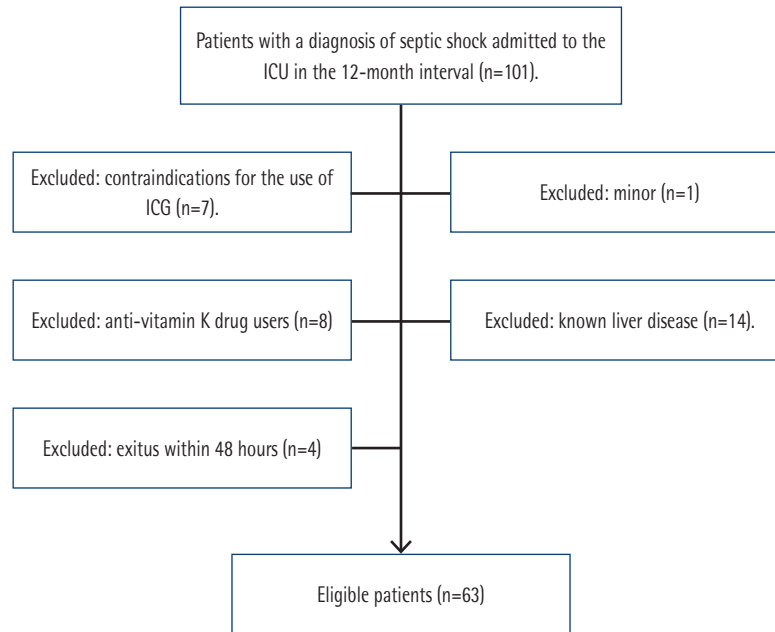 Patients with a diagnosis of septic shock admitted to the
ICU in the 12-month interval (n=101).
Excluded: contraindications for the use of
ICG (n=7).
Excluded: minor (n=1)
Excluded: anti-vitamin K drug users (n=8)
Excluded: known liver disease (n=14).
Excluded: exitus within 48 hours (n=4)
Eligible patients (n=63)